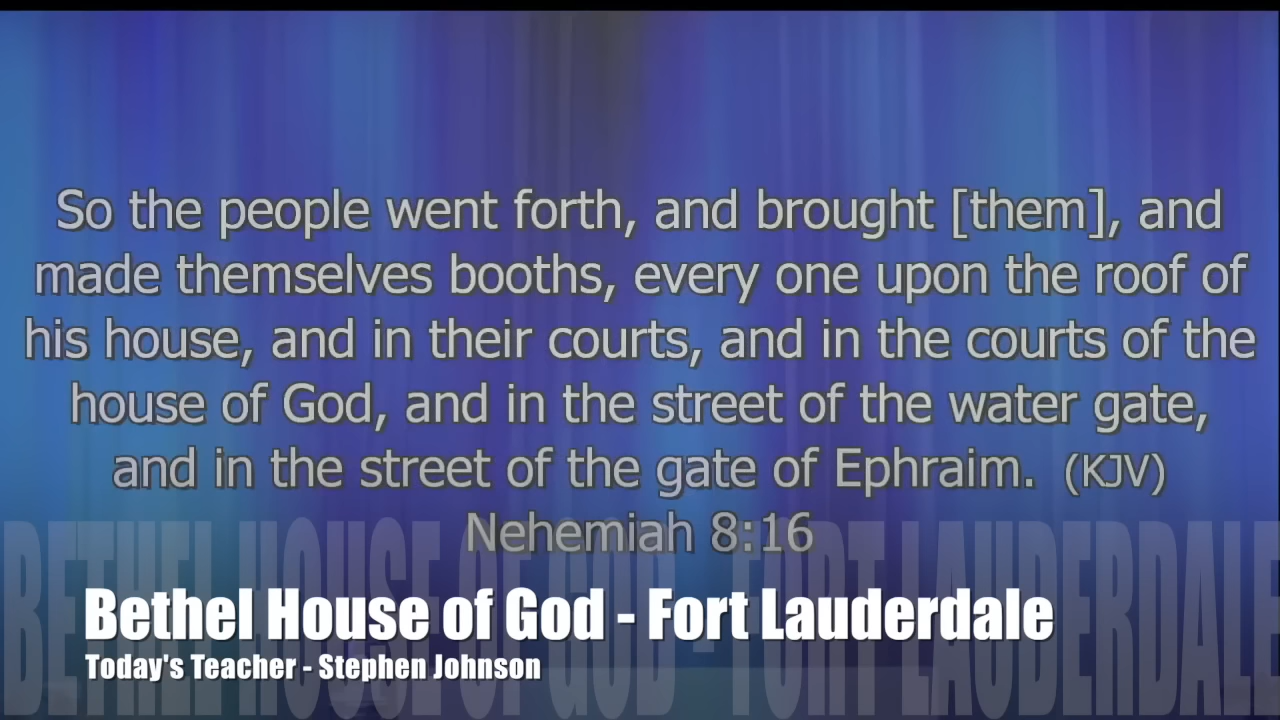 So the people went forth, and brought [them], and
made themselves booths, every one upon the roof of
his house, and in their courts, and in the courts of the
house of God, and in the street of the water gate,
and in the street of the gate of Ephraim. (KJV)
Nehemiah 8:16
BETHEL HOUSE OF GOD - FORT LAUDERDALE
Bethel House of God - Fort Lauderdale
Today's Teacher - Stephen Johnson